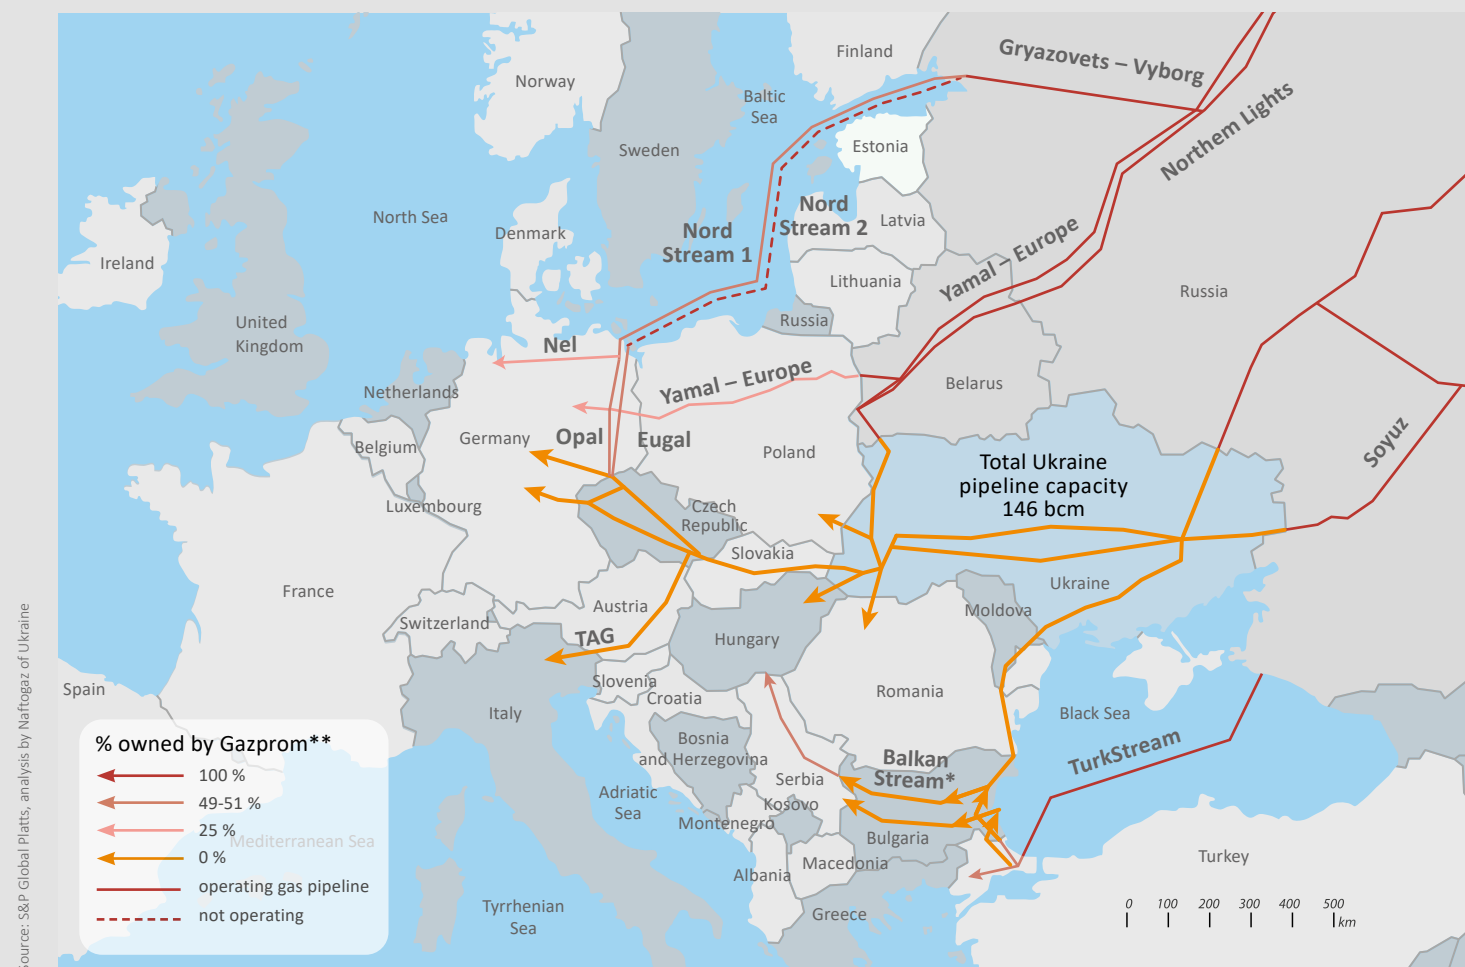 Finland
Gryazovets – Vyborg
Norway
Baltic
Sea
Northem Lights
Sweden
Estonia
North Sea
Nord
Stream 2
Latvia
Denmark
Nord
Stream 1
Yamal – Europe
Ireland
Lithuania
Russia
United
Kingdom
Russia
Nel
Yamal – Europe
Belarus
Netherlands
Germany
Opal
Eugal
Belgium
Poland
Soyuz
Total Ukraine
pipeline capacity
146 bcm
Luxembourg
Czech
Republic
Slovakia
France
Ukraine
Austria
Moldova
Switzerland
TAG
Hungary
Spain
Slovenia
Croatia
Romania
Italy
Black Sea
Bosnia
and Herzegovina
TurkStream
Balkan
Stream*
Serbia
Adriatic
Sea
Kosovo
Montenegro
Bulgaria
Mediterranean Sea
Macedonia
Albania
Turkey
Tyrrhenian
Sea
Greece
% owned by Gazprom**
100 %
49-51 %
25 %
0 %
operating gas pipeline
not operating
0 100 200 300 400 500
km
Source: S&P Global Platts, analysis by Naftogaz of Ukraine